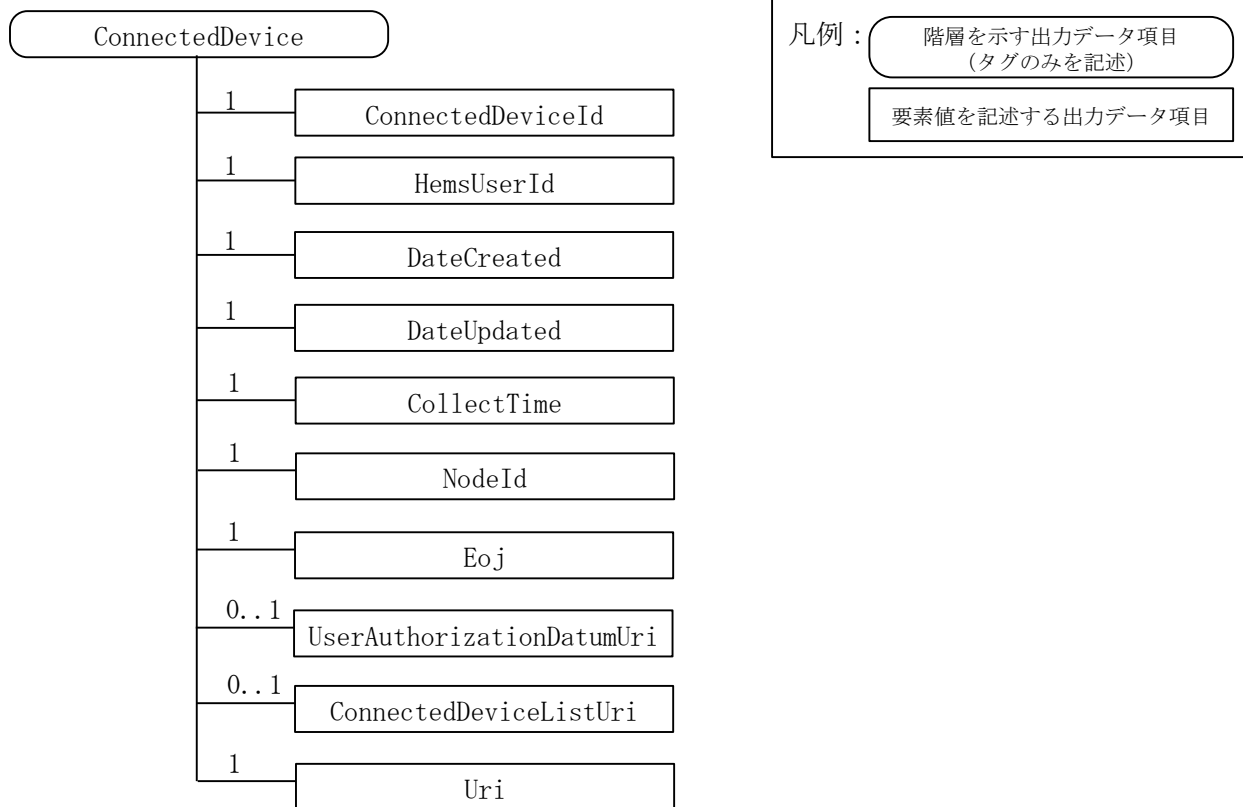 ConnectedDevice
1
ConnectedDeviceId
1
HemsUserId
1
DateCreated
1
DateUpdated
1
CollectTime
1
NodeId
1
Eoj
0..1
UserAuthorizationDatumUri
0..1
ConnectedDeviceListUri
1
Uri
凡例：
階層を示す出力データ項目
(タグのみを記述)
要素値を記述する出力データ項目